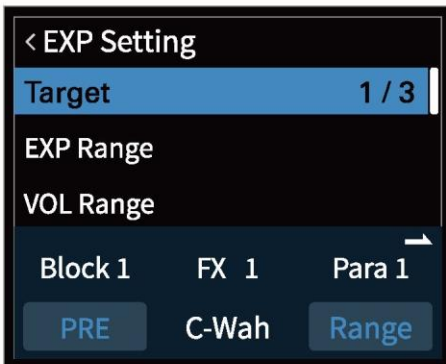 < EXP Setting
Target 1 / 3
EXP Range
VOL Range
Block 1 FX 1 Para 1
PRE C-Wah Range